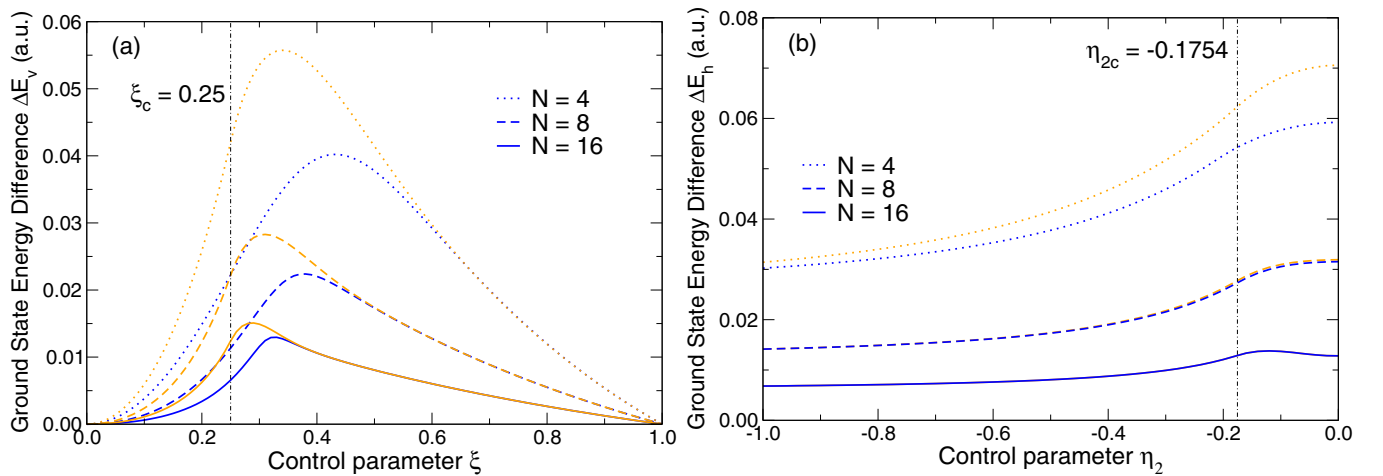 (a)
ξc = 0.25
N = 4
N = 8
N = 16
Ground State Energy Difference ΔE_v (a.u.)
0.06
0.05
0.04
0.03
0.02
0.01
0.00
0.0 0.2 0.4 0.6 0.8 1.0
Control parameter ξ
(b)
η2c = -0.1754
N = 4
N = 8
N = 16
Ground State Energy Difference ΔE_h (a.u.)
0.08
0.06
0.04
0.02
0.00
-1.0 -0.8 -0.6 -0.4 -0.2 0.0
Control parameter η2